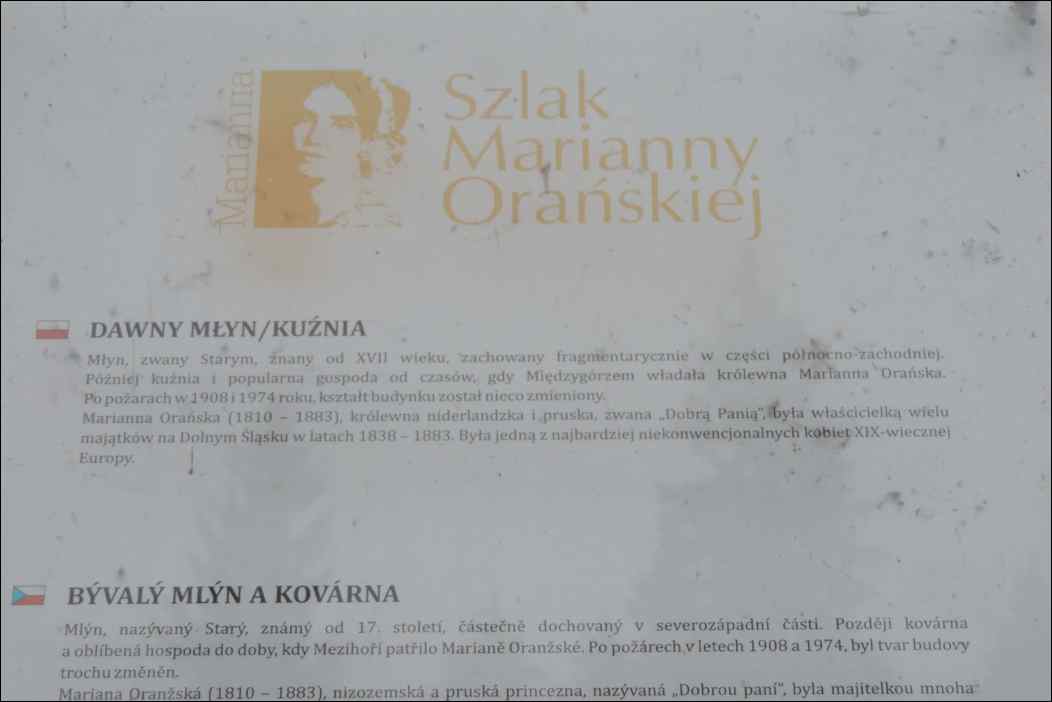 Marianna
Szlak
Marianny
Orańskiej
DAWNY MŁYN/KUŹNIA
Młyn, zwany Starym, znany od XVII wieku, zachowany fragmentarycznie w części północno-zachodniej.
Później kuźnia i popularna gospoda od czasów, gdy Międzygórzem władała królewna Marianna Orańska.
Po pożarach w 1908 i 1974 roku, kształt budynku został nieco zmieniony.
Marianna Orańska (1810 – 1883), królewna niderlandzka i pruska, zwana „Dobrą Panią”, była właścicielką wielu
majątków na Dolnym Śląsku w latach 1838 – 1883. Była jedną z najbardziej niekonwencjonalnych kobiet XIX-wiecznej
Europy.
BÝVALÝ MLÝN A KOVÁRNA
Mlýn, nazývaný Starý, známý od 17. století, částečně dochovaný v severozápadní části. Později kovárna
a oblíbená hospoda do doby, kdy Mezihoří patřilo Marianě Oranžské. Po požárech v letech 1908 a 1974, byl tvar budovy
trochu změněn.
Mariana Oranžská (1810 – 1883), nizozemská a pruská princezna, nazývaná „Dobrou paní”, byla majitelkou mnoha